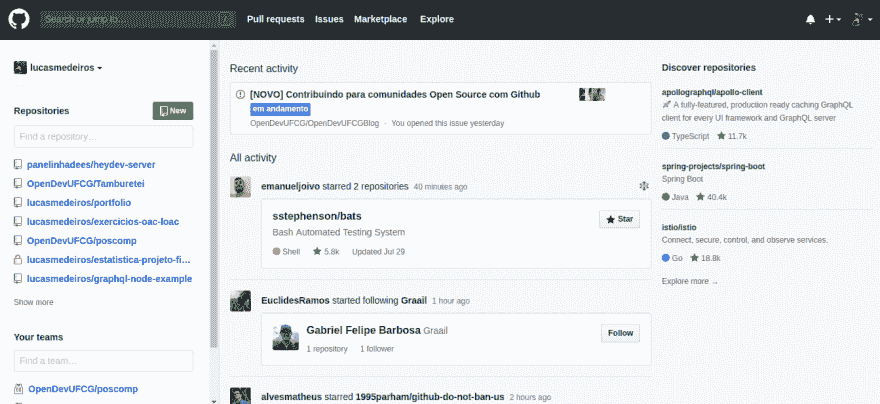 Search or jump to... /
Pull requests Issues Marketplace Explore
lucasmedeiros
Repositories
New
Find a repository...
panelinhadees/heydev-server
OpenDevUFCG/Tamburetei
lucasmedeiros/portfolio
lucasmedeiros/exercicios-oac-loac
OpenDevUFCG/poscomp
lucasmedeiros/estatistica-projeto-fi...
lucasmedeiros/graphql-node-example
Show more
Your teams
Find a team...
OpenDevUFCG/poscomp
Recent activity
[NOVO] Contribuindo para comunidades Open Source com Github
em andamento
OpenDevUFCG/OpenDevUFCGBlog · You opened this issue yesterday
All activity
emanueljoivo starred 2 repositories 40 minutes ago
sstephenson/bats
Star
Bash Automated Testing System
Shell 5.8k Updated Jul 29
EuclidesRamos started following Graail 1 hour ago
Gabriel Felipe Barbosa Graail
Follow
1 repository 1 follower
alvesmatheus starred 1995parham/github-do-not-ban-us 2 hours ago
Discover repositories
apollographql/apollo-client
A fully-featured, production ready caching GraphQL
client for every UI framework and GraphQL server
TypeScript 11.7k
spring-projects/spring-boot
Spring Boot
Java 40.4k
istio/istio
Connect, secure, control, and observe services.
Go 18.8k
Explore more →